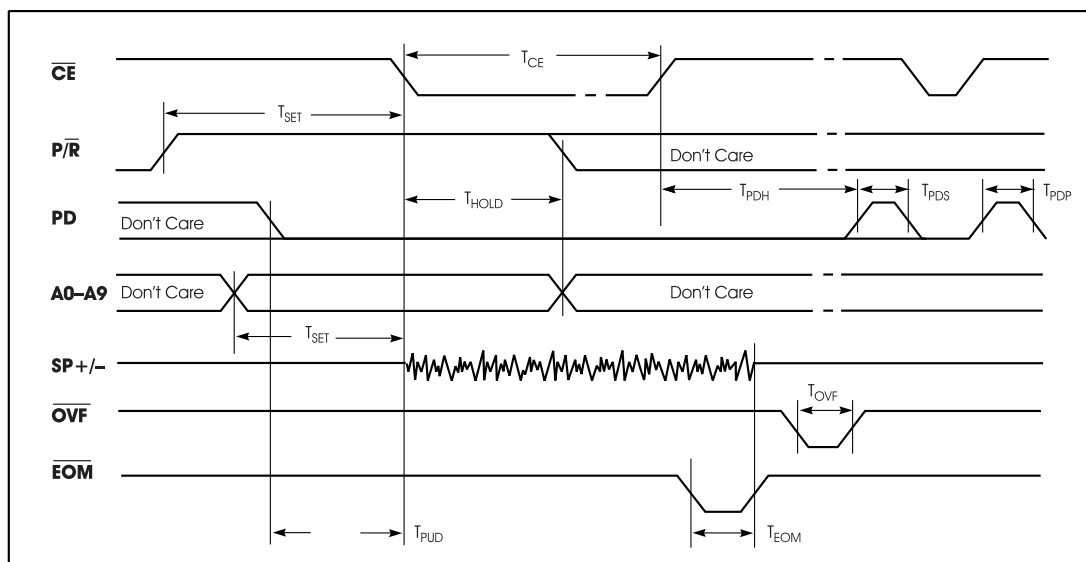 CE
T_CE
T_SET
P/R
Don't Care
T_HOLD
T_PDH
T_PDS
T_PDP
PD
Don't Care
A0–A9
Don't Care
Don't Care
T_SET
SP+/–
OVF
T_OVF
EOM
T_PUD
T_EOM